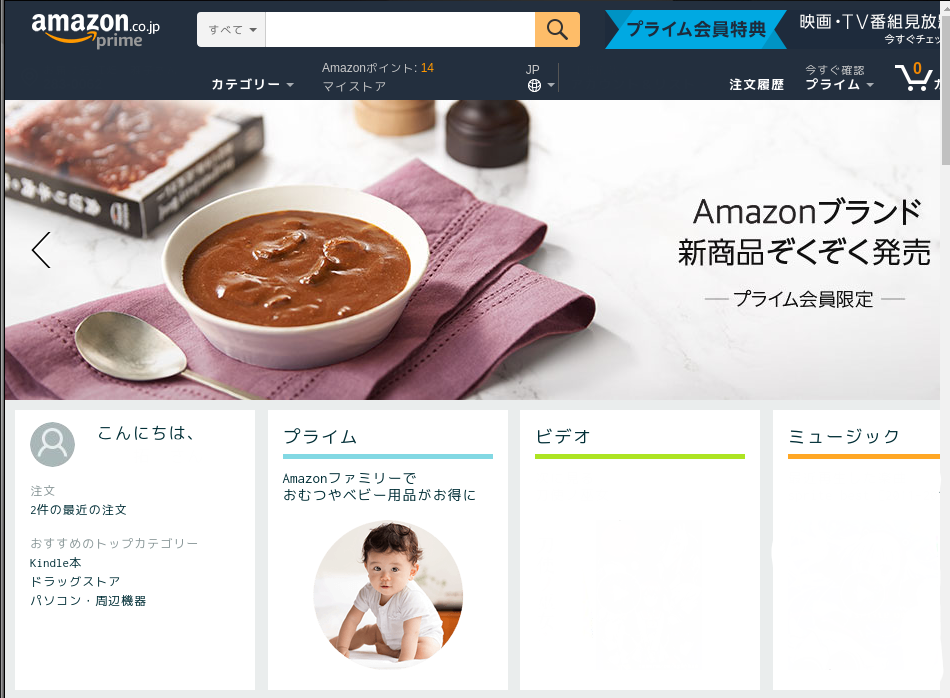 amazon.co.jp
prime
すべて
プライム会員特典
映画・TV番組見放
今すぐチェッ
カテゴリー
Amazonポイント: 14
マイストア
JP
注文履歴
今すぐ確認
プライム
0
Amazonブランド
新商品ぞくぞく発売
プライム会員限定
こんにちは、
注文
2件の最近の注文
おすすめのトップカテゴリー
Kindle本
ドラッグストア
パソコン・周辺機器
プライム
Amazonファミリーで
おむつやベビー用品がお得に
ビデオ
ミュージック